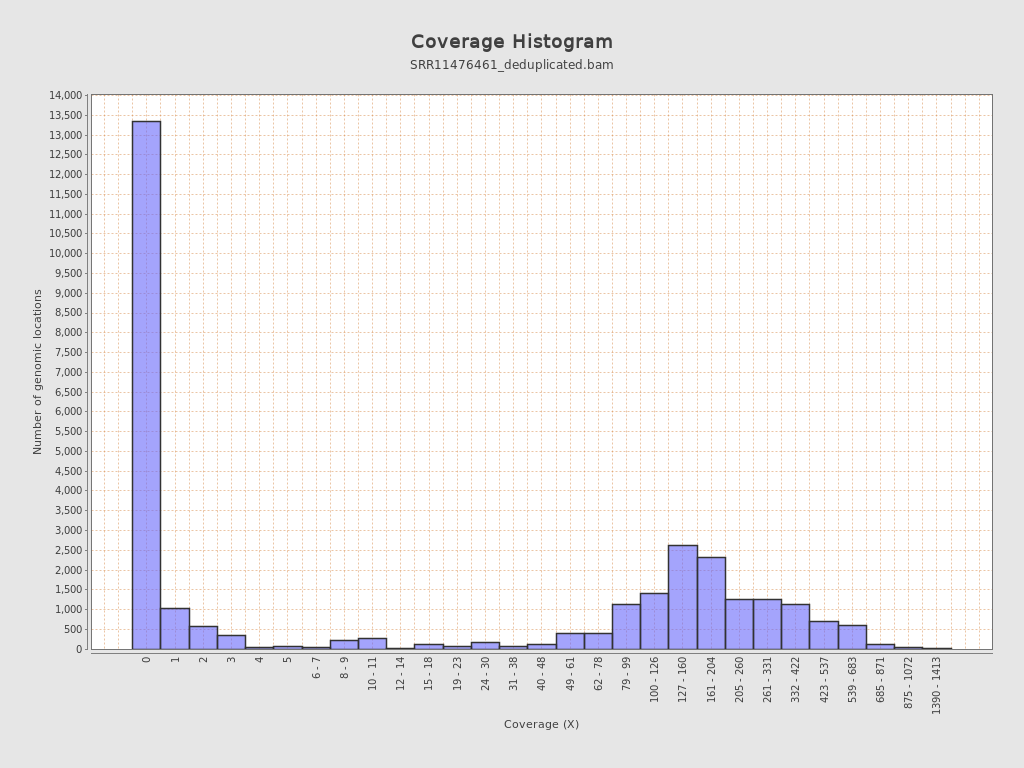 Coverage Histogram
SRR11476461_deduplicated.bam
14,000
13,500
13,000
12,500
12,000
11,500
11,000
10,500
10,000
9,500
9,000
8,500
8,000
7,500
7,000
6,500
6,000
5,500
5,000
4,500
4,000
3,500
3,000
2,500
2,000
1,500
1,000
500
0
Number of genomic locations
0
1
2
3
4
5
6 - 7
8 - 9
10 - 11
12 - 14
15 - 18
19 - 23
24 - 30
31 - 38
40 - 48
49 - 61
62 - 78
79 - 99
100 - 126
127 - 160
161 - 204
205 - 260
261 - 331
332 - 422
423 - 537
539 - 683
685 - 871
875 - 1072
1390 - 1413
Coverage (X)